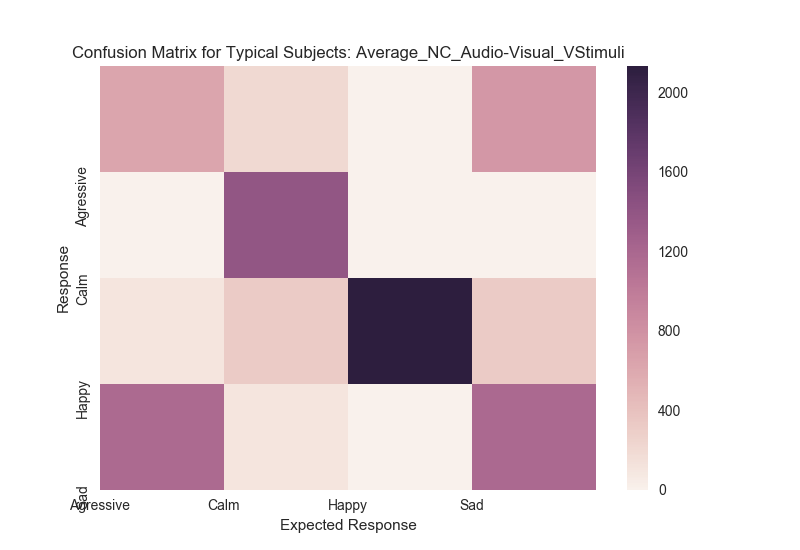 Confusion Matrix for Typical Subjects: Average_NC_Audio-Visual_VStimuli
2000
1600
1200
800
400
0
Response
Agressive
Calm
Happy
Sad
Agressive Calm Happy Sad
Expected Response